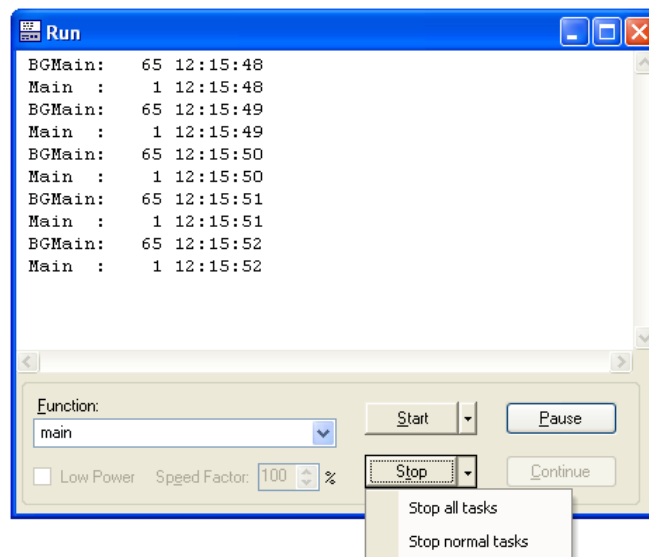 Run
BGMain:   65 12:15:48
Main  :    1 12:15:48
BGMain:   65 12:15:49
Main  :    1 12:15:49
BGMain:   65 12:15:50
Main  :    1 12:15:50
BGMain:   65 12:15:51
Main  :    1 12:15:51
BGMain:   65 12:15:52
Main  :    1 12:15:52
Function:
main
Start
Pause
Low Power
Speed Factor: 100 %
Stop
Continue
Stop all tasks
Stop normal tasks